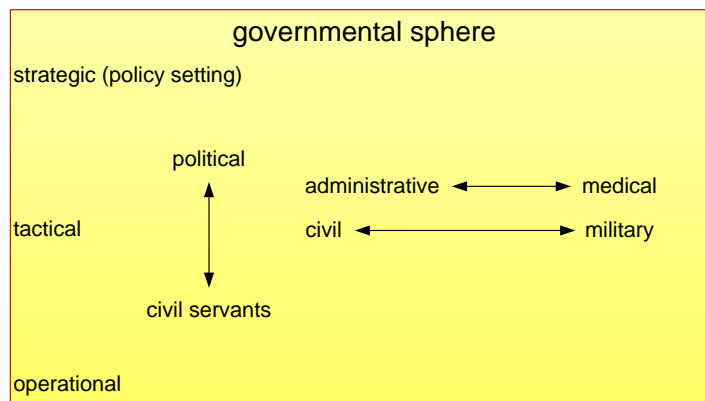 governmental sphere
strategic (policy setting)
political
administrative
medical
tactical
civil
military
civil servants
operational